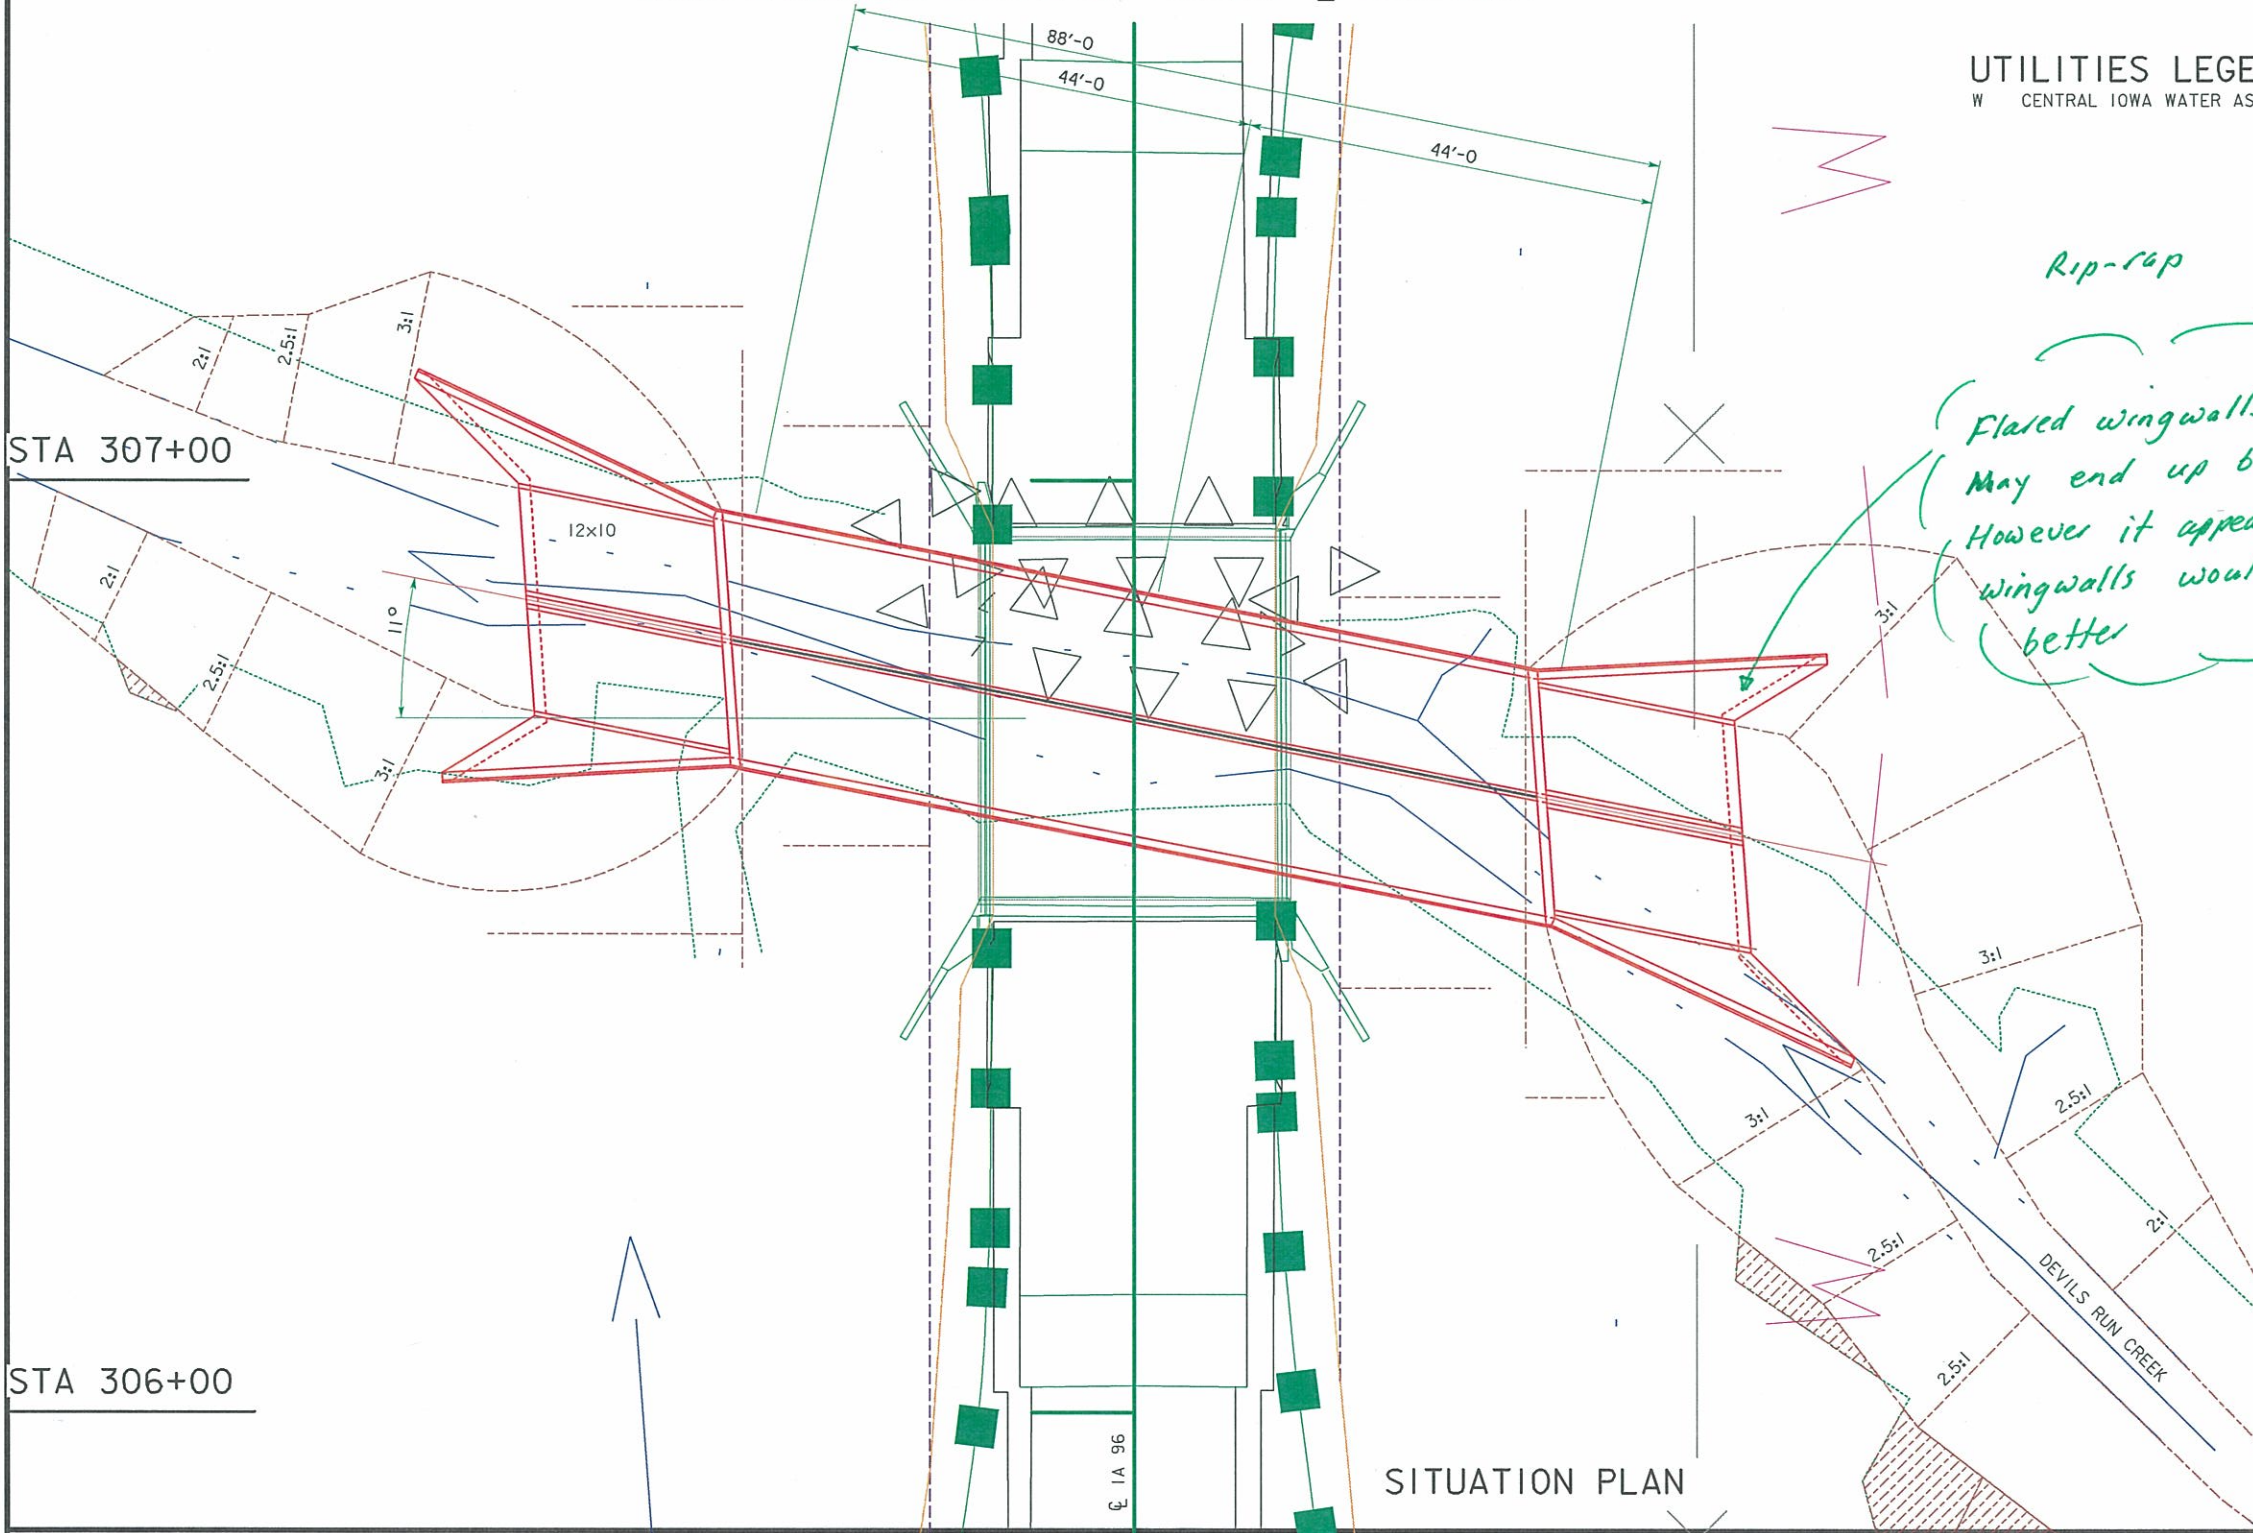 88'-0
44'-0
44'-0
UTILITIES LEGE
W CENTRAL IOWA WATER AS
Rip-rap
3:1
2.5:1
2:1
STA 307+00
Flared wingwalls
May end up b
However it appea
wingwalls woul
better
12x10
11°
2:1
2.5:1
3:1
3:1
3:1
3:1
2.5:1
2:1
2.5:1
2.5:1
DEVILS RUN CREEK
STA 306+00
℄ IA 96
SITUATION PLAN